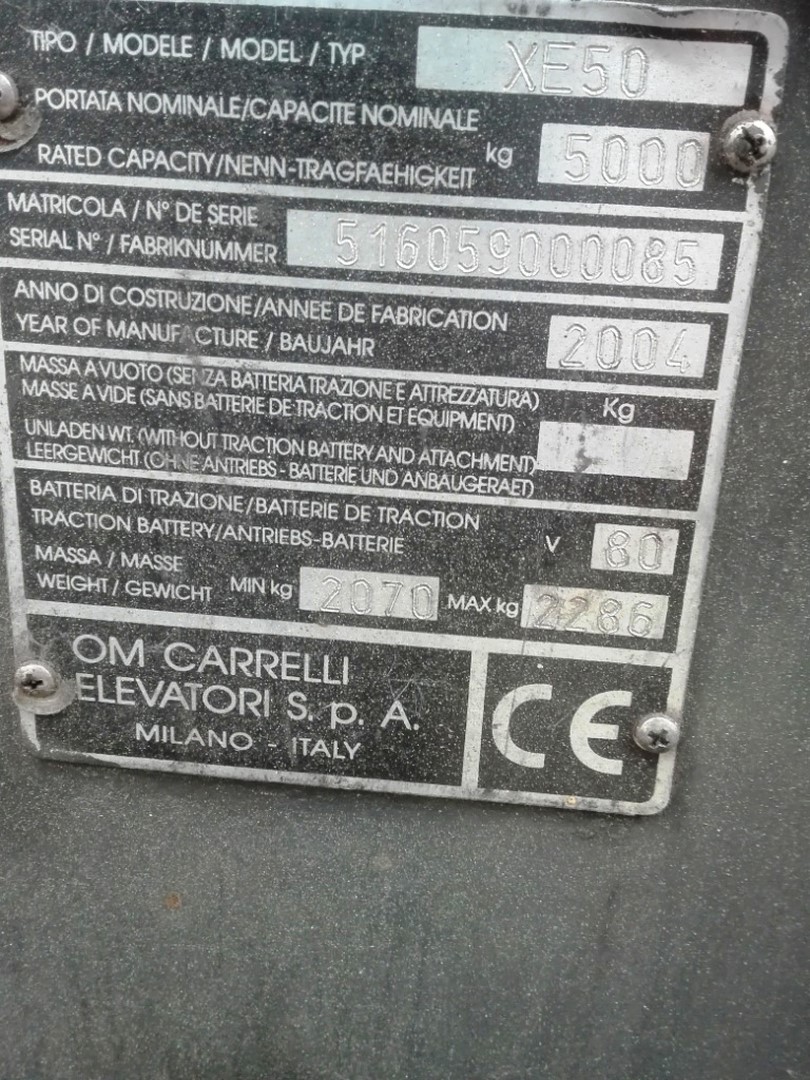 TIPO / MODELE / MODEL / TYP XE50
PORTATA NOMINALE/CAPACITE NOMINALE
RATED CAPACITY/NENN-TRAGFAEHIGKEIT kg 5000
MATRICOLA / Nº DE SERIE
SERIAL Nº / FABRIKNUMMER 516059000085
ANNO DI COSTRUZIONE/ANNEE DE FABRICATION
YEAR OF MANUFACTURE / BAUJAHR 2004
MASSA A VUOTO (SENZA BATTERIA TRAZIONE E ATTREZZATURA)
MASSE A VIDE (SANS BATTERIE DE TRACTION ET EQUIPMENT) Kg
UNLADEN WT. (WITHOUT TRACTION BATTERY AND ATTACHMENT)
LEERGEWICHT (OHNE ANTRIEBS - BATTERIE UND ANBAUGERAET)
BATTERIA DI TRAZIONE/BATTERIE DE TRACTION
TRACTION BATTERY/ANTRIEBS-BATTERIE V 80
MASSA / MASSE
WEIGHT / GEWICHT MIN kg 2070 MAX kg 2286
OM CARRELLI
ELEVATORI S. p. A.
MILANO - ITALY
CE